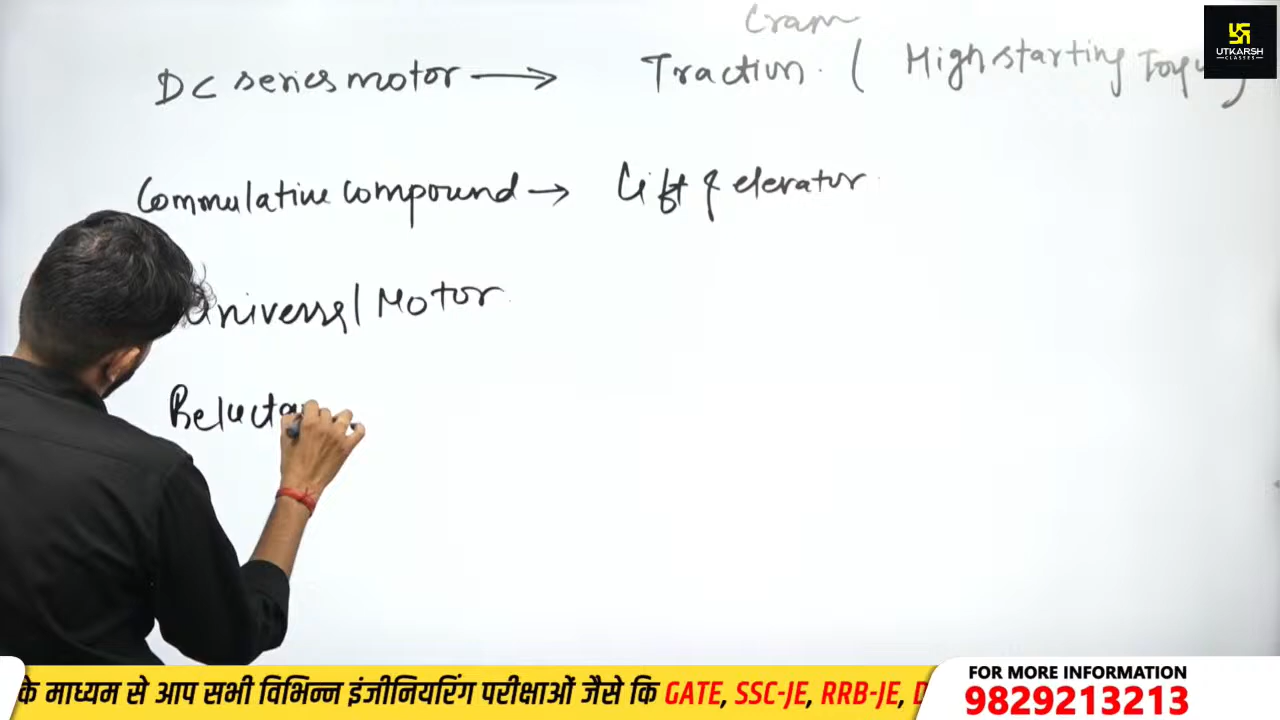 Cram
DC series motor → Traction. ( High starting
Commulative compound → Lift & elevator
Universal Motor
Relucta
UTKARSH
CLASSES
के माध्यम से आप सभी विभिन्न इंजीनियरिंग परीक्षाओं जैसे कि GATE, SSC-JE, RRB-JE, D
FOR MORE INFORMATION
9829213213